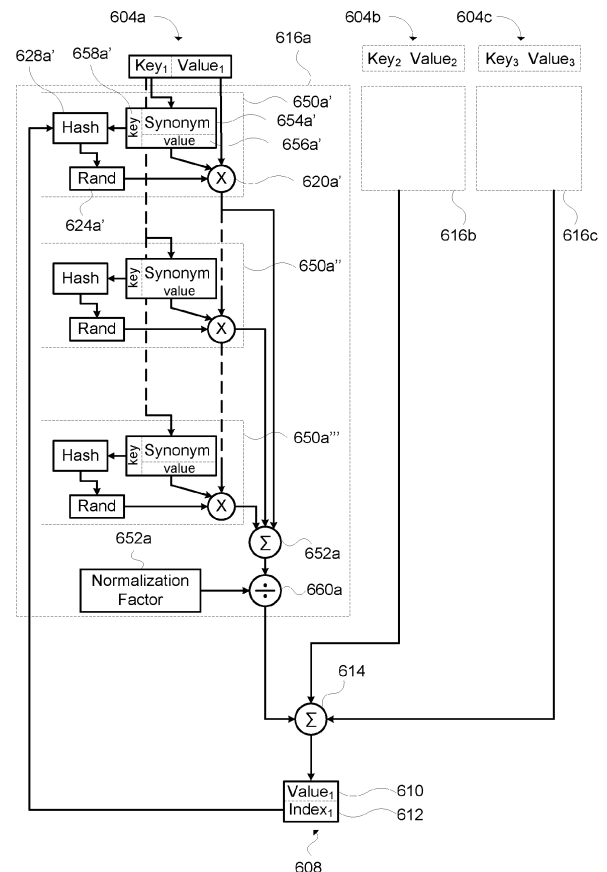 604a
604b
604c
616a
Key1 Value1
Key2 Value2
Key3 Value3
628a'
658a'
650a'
654a'
Hash
key
Synonym
value
656a'
Rand
X
620a'
624a'
616b
616c
650a''
Hash
key
Synonym
value
Rand
X
650a'''
Hash
key
Synonym
value
Rand
X
652a
Σ
652a
Normalization
Factor
÷
660a
614
Σ
Value1
610
Index1
612
608